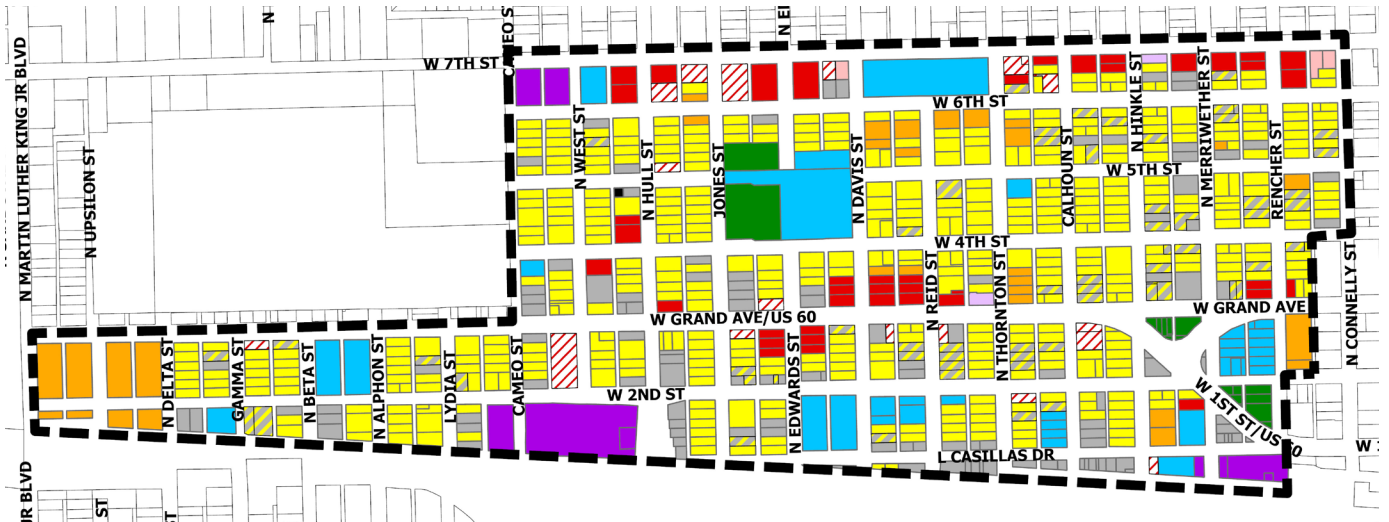 N
CAMEO S
W 7TH ST
N HINKLE ST
N MERRIWETHER ST
W 6TH ST
N MARTIN LUTHER KING JR BLVD
N UPSILON ST
N WEST ST
N HULL ST
JONES ST
N DAVIS ST
CALHOUN ST
RENCHER ST
W 5TH ST
W 4TH ST
N REID ST
N CONNELLY ST
W GRAND AVE
W GRAND AVE/US 60
N THORNTON ST
N DELTA ST
GAMMA ST
N BETA ST
N ALPHON ST
LYDIA ST
CAMEO ST
N EDWARDS ST
W 2ND ST
W 1ST ST/US 60
L CASILLAS DR
W
JR BLVD
ST
ST